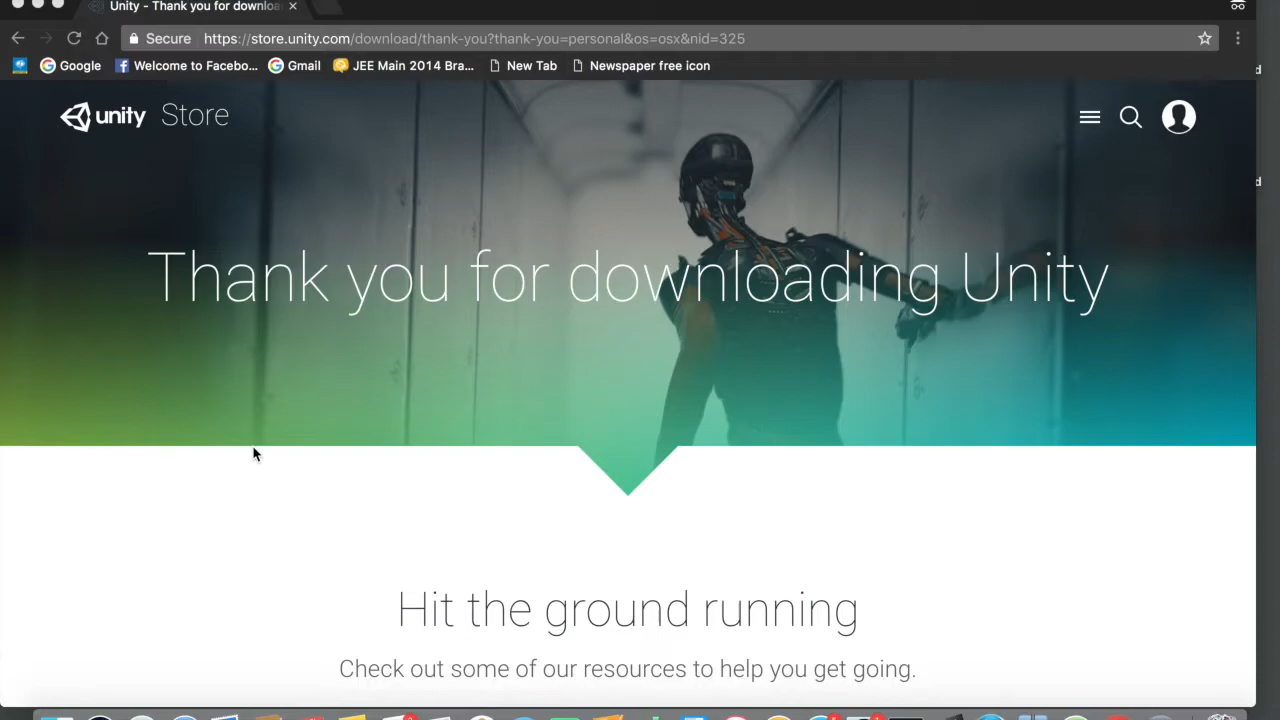 Unity - Thank you for downloa
Secure https://store.unity.com/download/thank-you?thank-you=personal&os=osx&nid=325
Google Welcome to Facebo... Gmail JEE Main 2014 Bra... New Tab Newspaper free icon
unity Store
Thank you for downloading Unity
Hit the ground running
Check out some of our resources to help you get going.